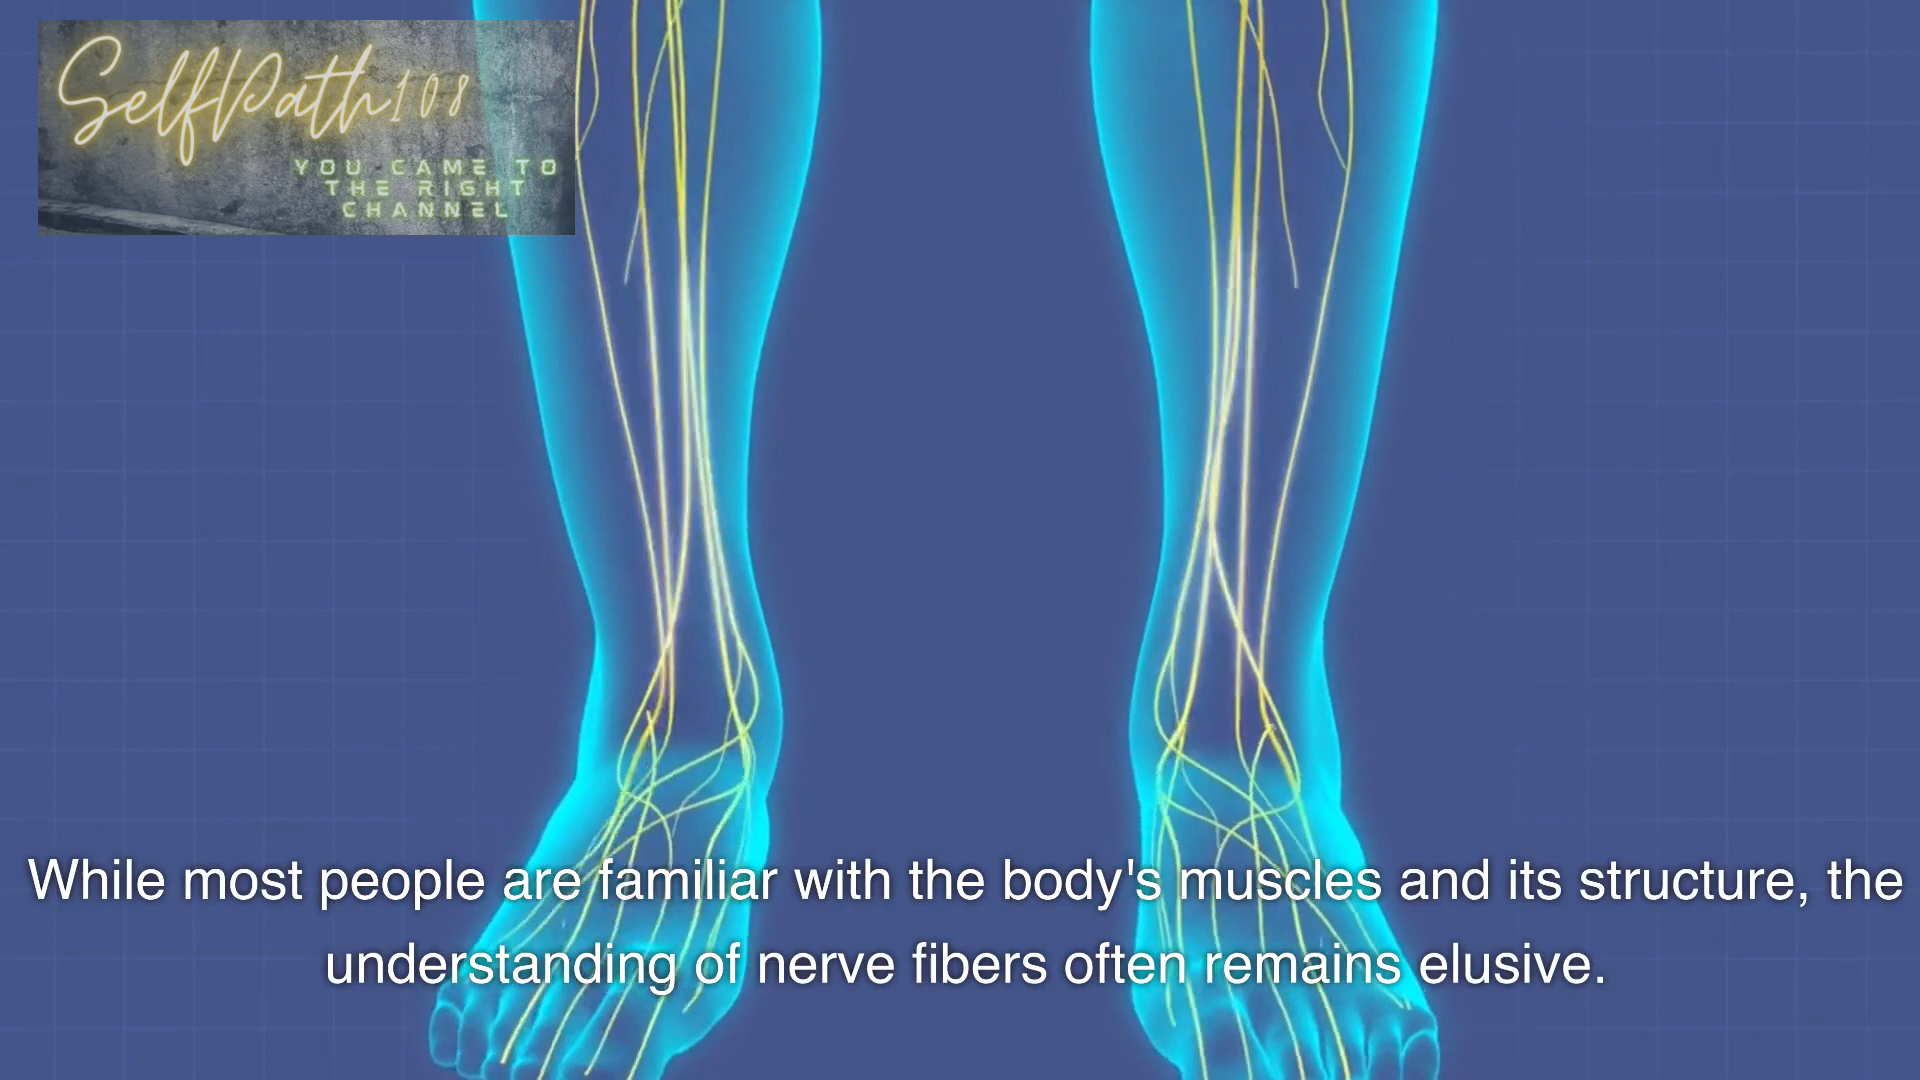 SelfPath108
YOU CAME TO
THE RIGHT
CHANNEL
While most people are familiar with the body's muscles and its structure, the
understanding of nerve fibers often remains elusive.